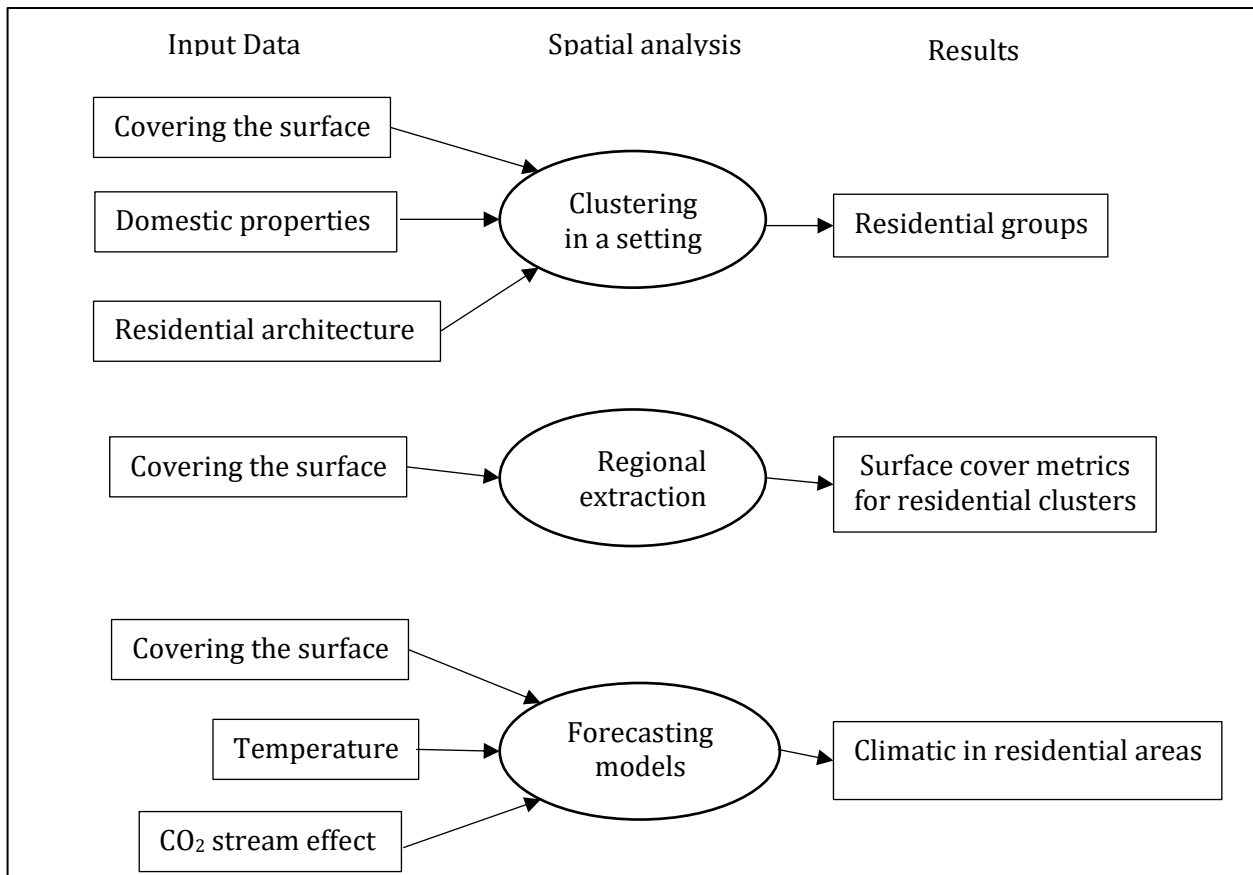 Input Data
Spatial analysis
Results
Covering the surface
Domestic properties
Residential architecture
Clustering
in a setting
Residential groups
Covering the surface
Regional
extraction
Surface cover metrics
for residential clusters
Covering the surface
Temperature
CO₂ stream effect
Forecasting
models
Climatic in residential areas